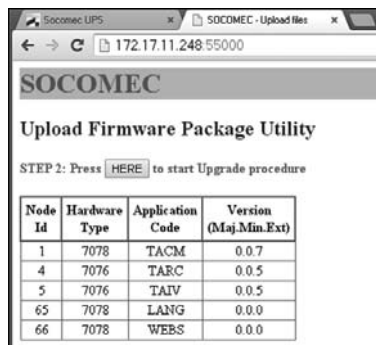 Socomec UPS × SOCOMEC - Upload files ×
172.17.11.248:55000
SOCOMEC
Upload Firmware Package Utility
STEP 2: Press HERE to start Upgrade procedure
Node Id Hardware Type Application Code Version (Maj.Min.Ext)
1 7078 TACM 0.0.7
4 7076 TARC 0.0.5
5 7076 TAIV 0.0.5
65 7078 LANG 0.0.0
66 7078 WEBS 0.0.0